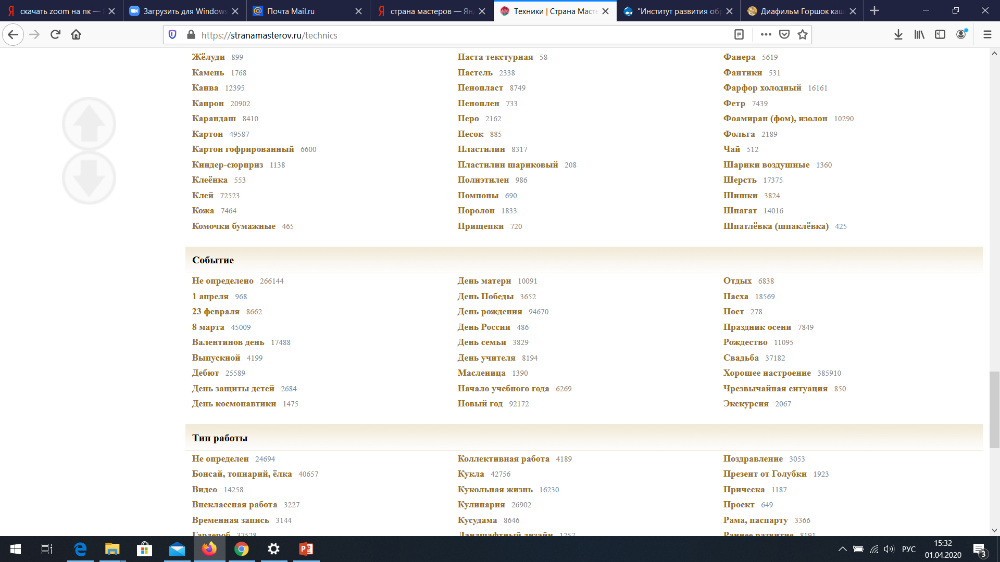 скачать zoom на пк —
Загрузить для Windows
Почта Mail.ru
страна мастеров — Ян
Техники | Страна Масте
"Институт развития об
Диафильм Горшок каш
https://stranamasterov.ru/technics
Жёлуди 899
Камень 1768
Канва 12395
Капрон 20902
Карандаш 8410
Картон 49587
Картон гофрированный 6600
Киндер-сюрприз 1138
Клеёнка 553
Клей 72523
Кожа 7464
Комочки бумажные 465
Паста текстурная 58
Пастель 2338
Пенопласт 8749
Пеноплен 733
Перо 2162
Песок 885
Пластилин 8317
Пластилин шариковый 208
Полиэтилен 986
Помпоны 690
Поролон 1833
Прищепки 720
Фанера 5619
Фантики 531
Фарфор холодный 16161
Фетр 7439
Фоамиран (фом), изолон 10290
Фольга 2189
Чай 512
Шарики воздушные 1360
Шерсть 17375
Шишки 3824
Шпагат 14016
Шпатлёвка (шпаклёвка) 425
Событие
Не определено 266144
1 апреля 968
23 февраля 8662
8 марта 45009
Валентинов день 17488
Выпускной 4199
Дебют 25589
День защиты детей 2684
День космонавтики 1475
День матери 10091
День Победы 3652
День рождения 94670
День России 486
День семьи 3829
День учителя 8194
Масленица 1390
Начало учебного года 6269
Новый год 92172
Отдых 6838
Пасха 18569
Пост 278
Праздник осени 7849
Рождество 11095
Свадьба 37182
Хорошее настроение 385910
Чрезвычайная ситуация 850
Экскурсия 2067
Тип работы
Не определен 24694
Бонсай, топиарий, ёлка 40657
Видео 14258
Внеклассная работа 3227
Временная запись 3144
Гардероб 37528
Коллективная работа 4189
Кукла 42756
Кукольная жизнь 16230
Кулинария 26902
Кусудама 8646
Ландшафтный дизайн 1257
Поздравление 3053
Презент от Голубки 1923
Прическа 1187
Проект 649
Рама, паспарту 3366
Раннее развитие 8191
РУС
15:32
01.04.2020
3